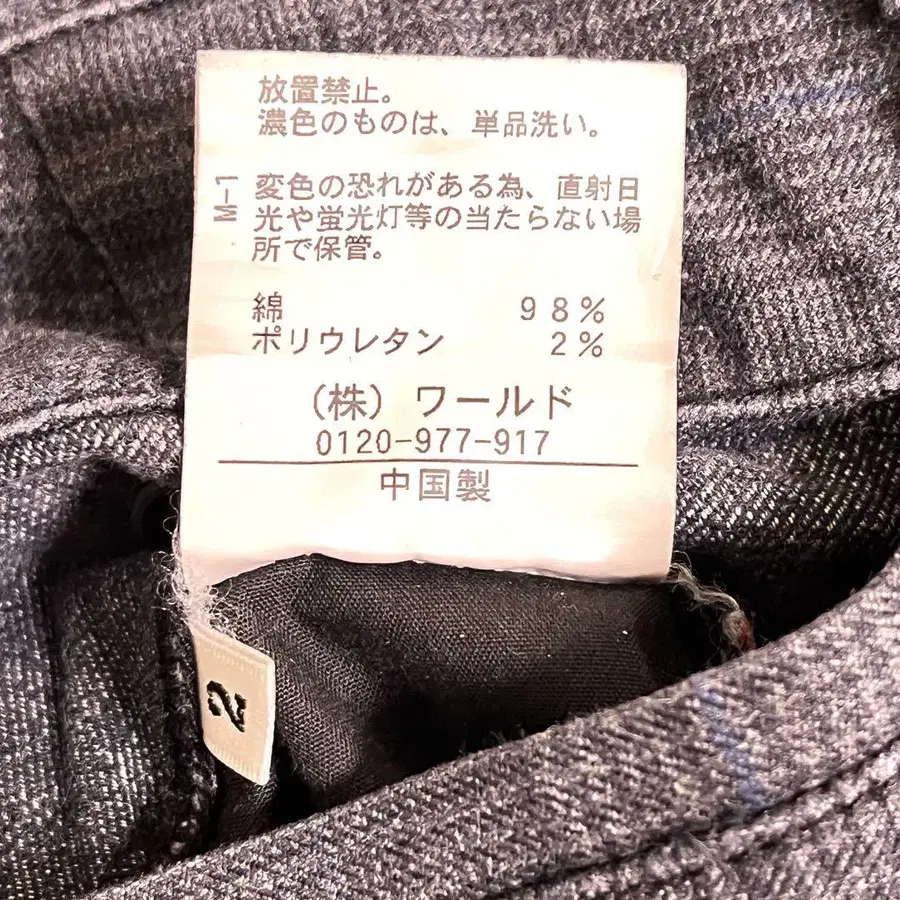 放置禁止。
濃色のものは、単品洗い。
M-1
変色の恐れがある為、直射日
光や蛍光灯等の当たらない場
所で保管。
綿 98%
ポリウレタン 2%
(株) ワールド
0120-977-917
中国製
2